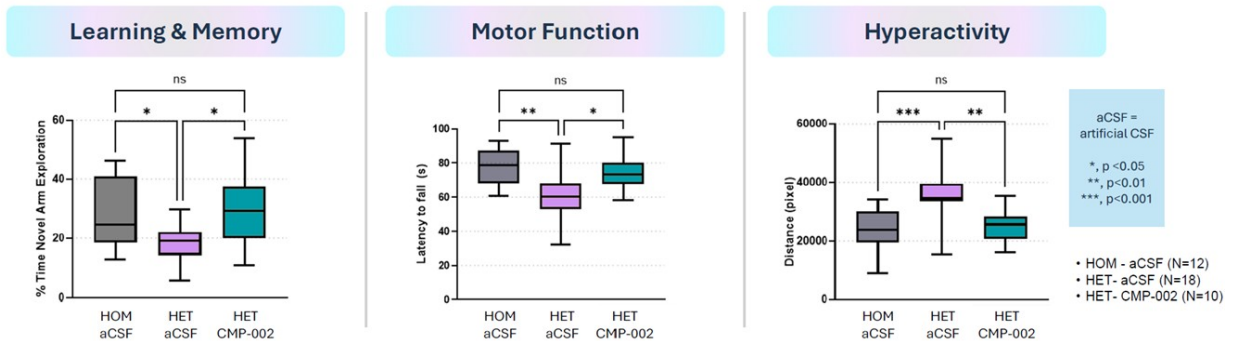 Learning & Memory
ns
*
*
% Time Novel Arm Exploration
60
40
20
0
HOM
aCSF
HET
aCSF
HET
CMP-002
Motor Function
ns
**
*
Latency to fall (s)
100
80
60
40
20
0
HOM
aCSF
HET
aCSF
HET
CMP-002
Hyperactivity
ns
***
**
Distance (pixel)
60000
40000
20000
0
HOM
aCSF
HET
aCSF
HET
CMP-002
aCSF =
artificial CSF
*, p <0.05
**, p<0.01
***, p<0.001
• HOM - aCSF (N=12)
• HET- aCSF (N=18)
• HET- CMP-002 (N=10)